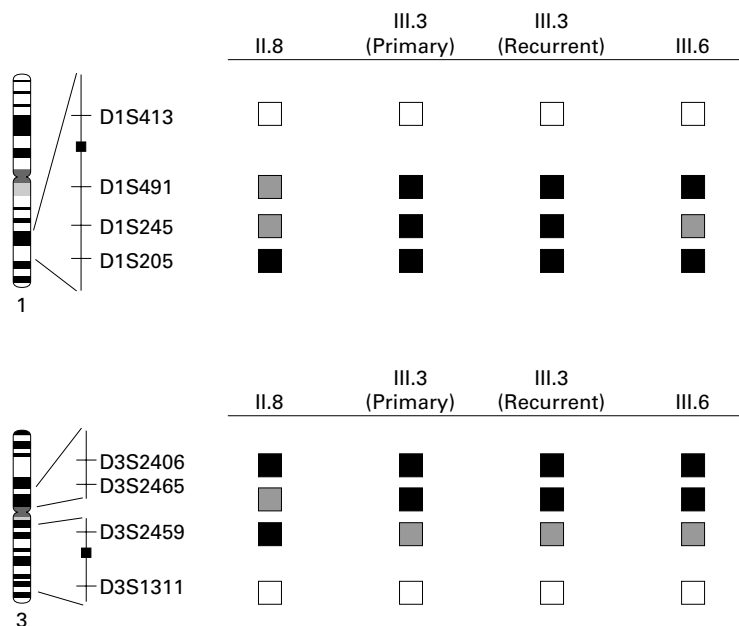 III.3 III.3
II.8 (Primary) (Recurrent) III.6
D1S413
D1S491
D1S245
D1S205
1
III.3 III.3
II.8 (Primary) (Recurrent) III.6
D3S2406
D3S2465
D3S2459
D3S1311
3